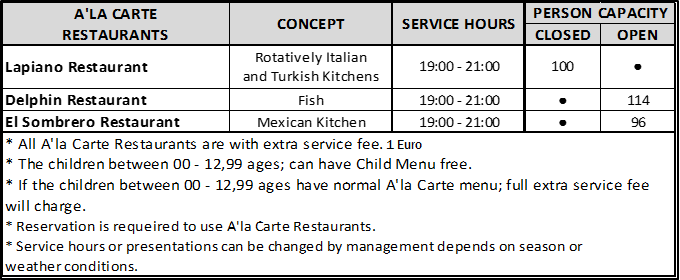 A'LA CARTE RESTAURANTS CONCEPT SERVICE HOURS PERSON CAPACITY
CLOSED OPEN
Lapiano Restaurant Rotatively Italian and Turkish Kitchens 19:00 - 21:00 100 •
Delphin Restaurant Fish 19:00 - 21:00 • 114
El Sombrero Restaurant Mexican Kitchen 19:00 - 21:00 • 96
* All A'la Carte Restaurants are with extra service fee. 1 Euro
* The children between 00 - 12,99 ages; can have Child Menu free.
* If the children between 00 - 12,99 ages have normal A'la Carte menu; full extra service fee
will charge.
* Reservation is requireid to use A'la Carte Restaurants.
* Service hours or presentations can be changed by management depends on season or
weather conditions.